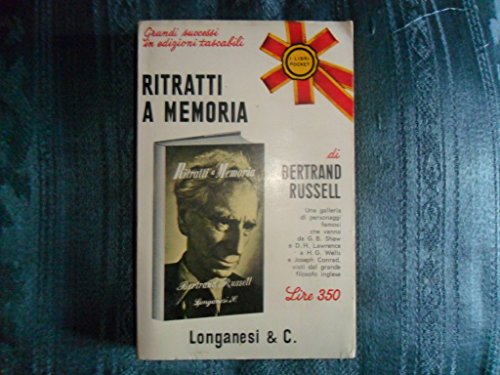 Grandi successi
in edizioni tascabili
I LIBRI
POCKET
RITRATTI
A MEMORIA
di
BERTRAND
RUSSELL
Ritratti a Memoria
Bertrand Russell
Longanesi & C.
Una galleria
di personaggi
famosi
che vanno
da G.B. Shaw
a D.H. Lawrence
a H.G. Wells
a Joseph Conrad,
visti dal grande
filosofo inglese
Lire 350
Longanesi & C.